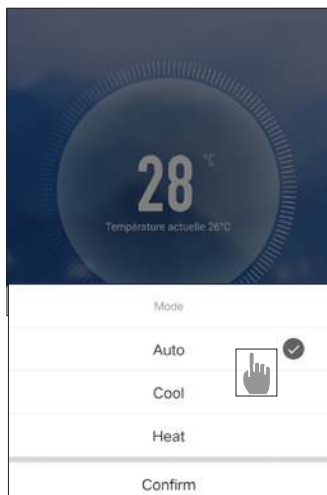 28 °C
Température actuelle 26°C
Mode
Auto
Cool
Heat
Confirm